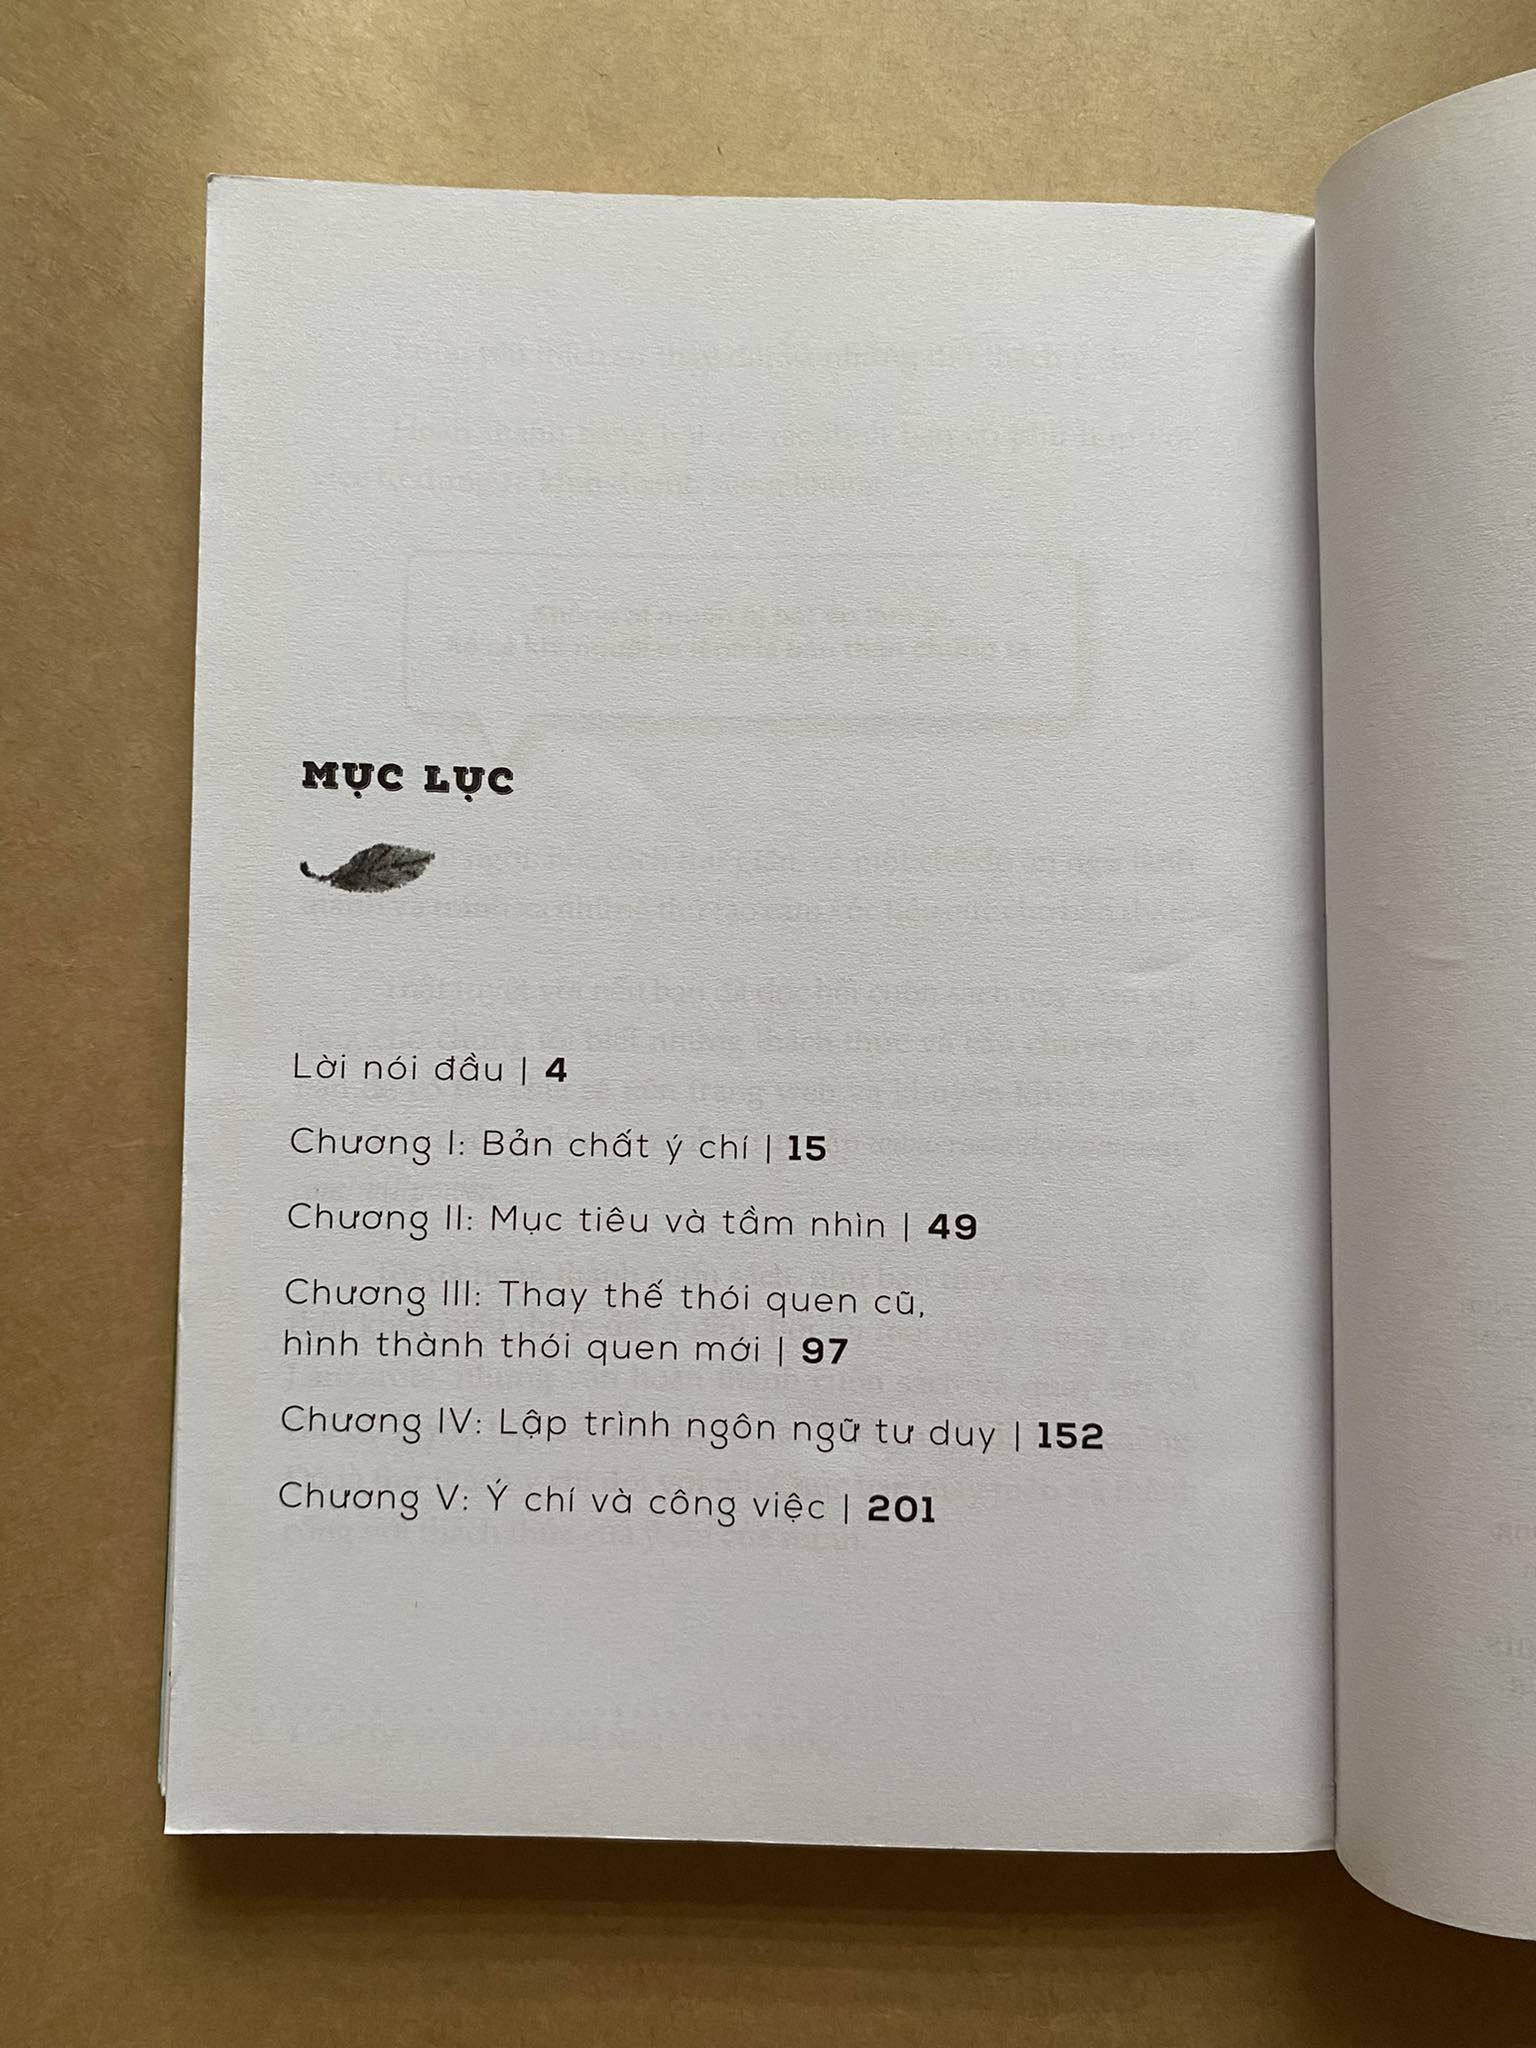 MỤC LỤC
Lời nói đầu | 4
Chương I: Bản chất ý chí | 15
Chương II: Mục tiêu và tầm nhìn | 49
Chương III: Thay thế thói quen cũ,
hình thành thói quen mới | 97
Chương IV: Lập trình ngôn ngữ tư duy | 152
Chương V: Ý chí và công việc | 201